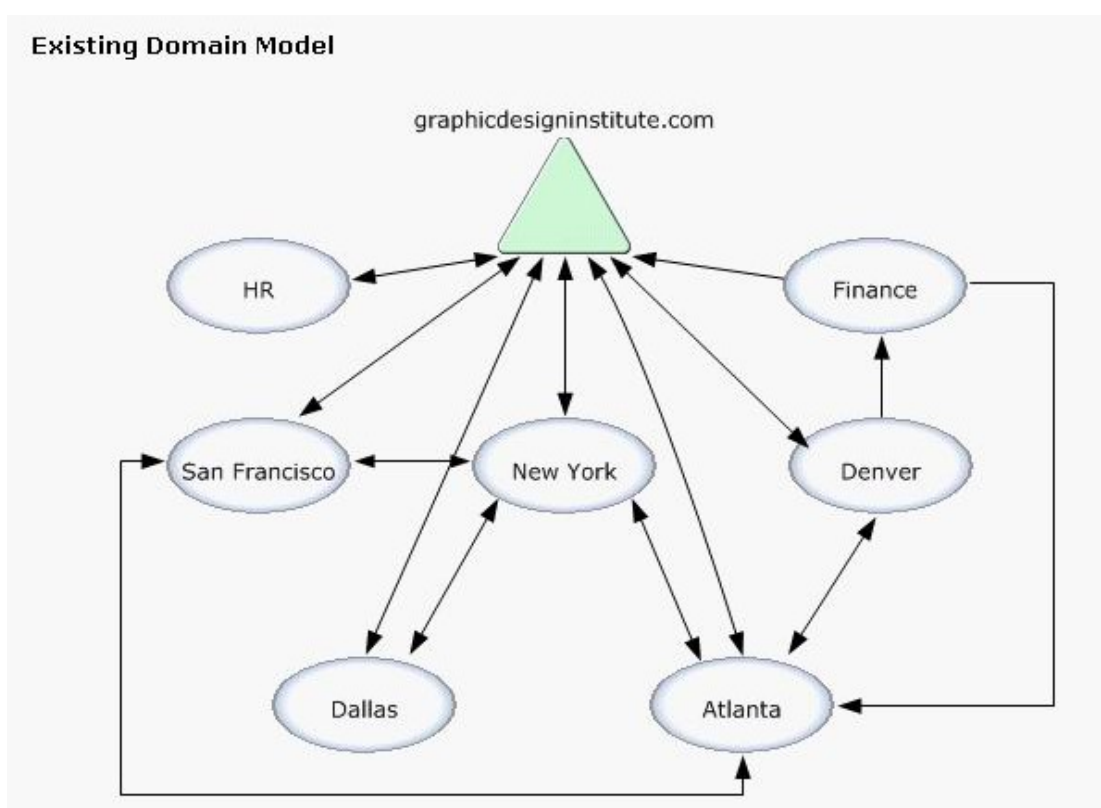 Existing Domain Model
graphicdesigninstitute.com
HR
Finance
San Francisco
New York
Denver
Dallas
Atlanta